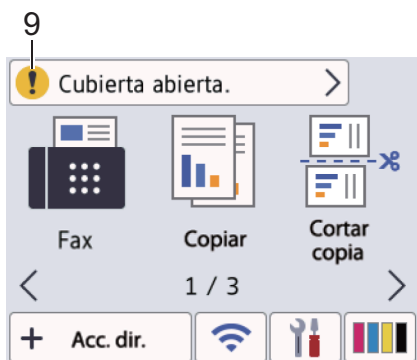 9
! Cubierta abierta.
Fax
Copiar
Cortar
copia
1 / 3
+ Acc. dir.